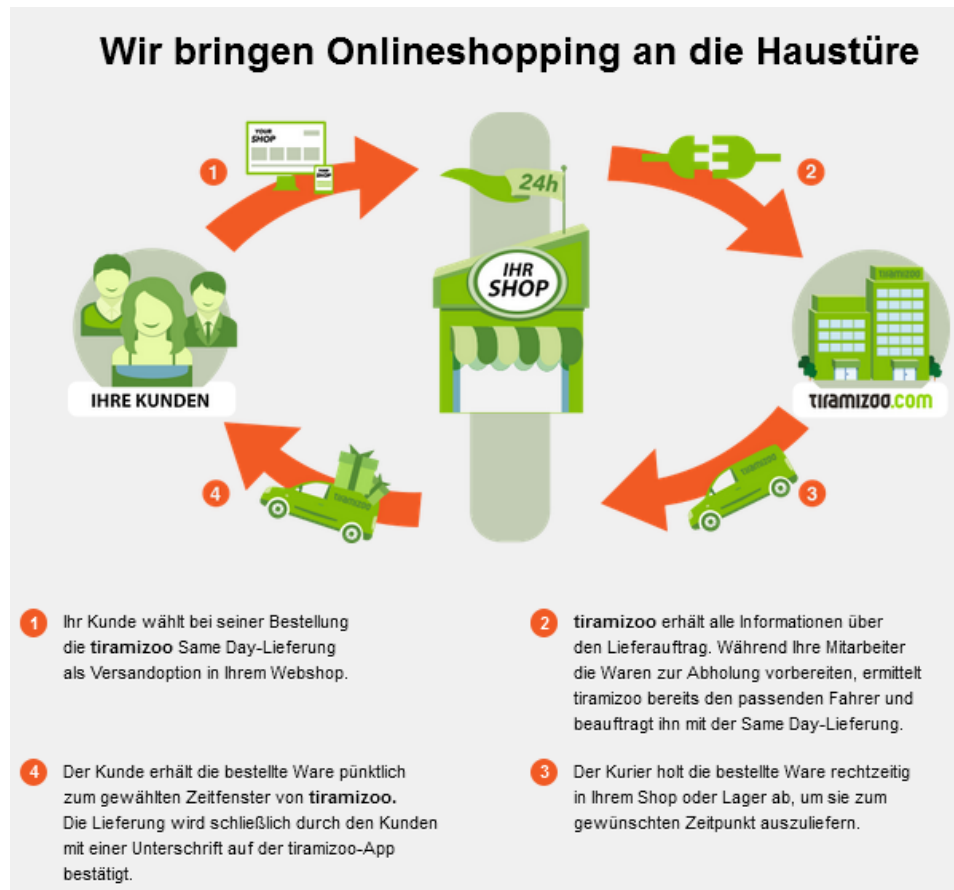 Wir bringen Onlineshopping an die Haustüre
YOUR
SHOP
YOUR
SHOP
1
24h
2
IHR
SHOP
tiramizoo
IHRE KUNDEN
tiramizoo.com
4
tiramizoo
tiramizoo
3
1
Ihr Kunde wählt bei seiner Bestellung
die tiramizoo Same Day-Lieferung
als Versandoption in Ihrem Webshop.
2
tiramizoo erhält alle Informationen über
den Lieferauftrag. Während Ihre Mitarbeiter
die Waren zur Abholung vorbereiten, ermittelt
tiramizoo bereits den passenden Fahrer und
beauftragt ihn mit der Same Day-Lieferung.
4
Der Kunde erhält die bestellte Ware pünktlich
zum gewählten Zeitfenster von tiramizoo.
Die Lieferung wird schließlich durch den Kunden
mit einer Unterschrift auf der tiramizoo-App
bestätigt.
3
Der Kurier holt die bestellte Ware rechtzeitig
in Ihrem Shop oder Lager ab, um sie zum
gewünschten Zeitpunkt auszuliefern.